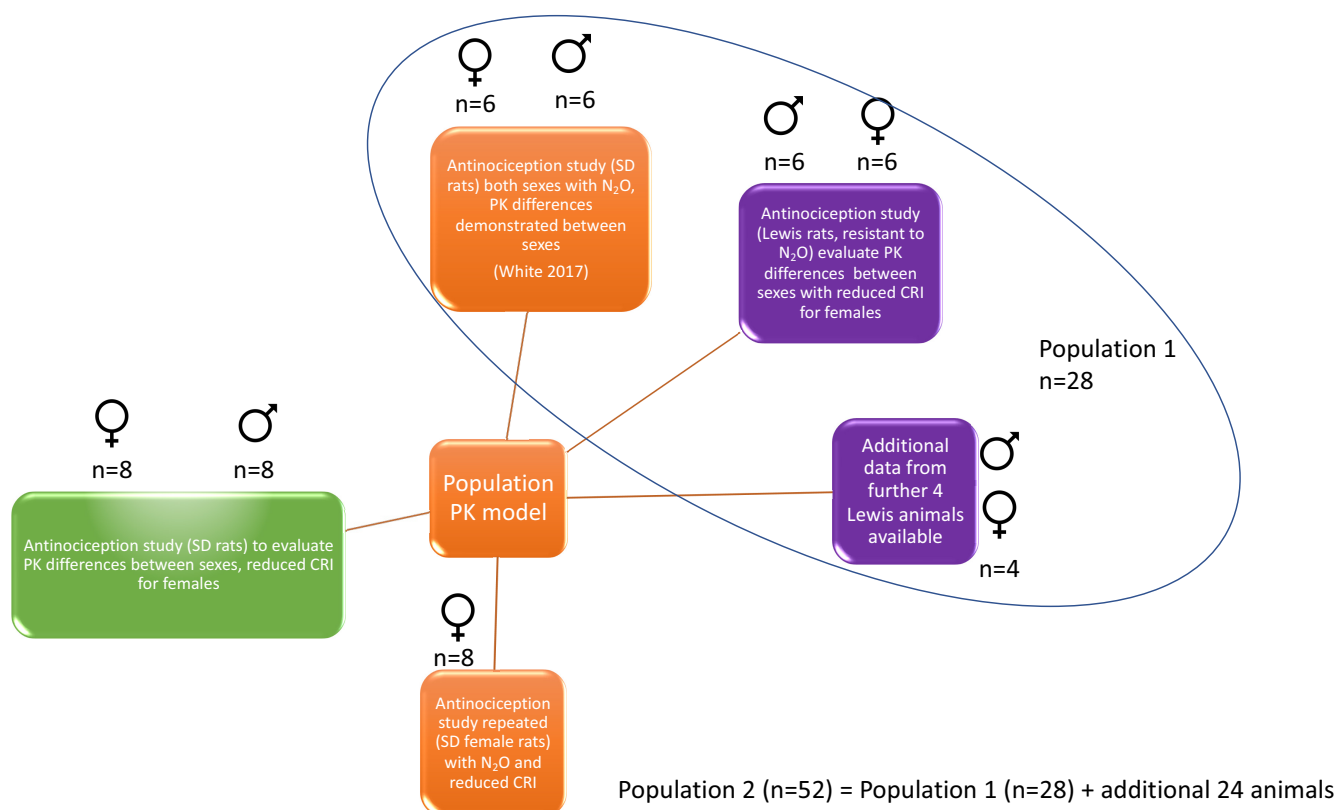 n=6
n=6
Antinociception study (SD
rats) both sexes with N₂O,
PK differences
demonstrated between
sexes
(White 2017)
n=6
n=6
Antinociception study
(Lewis rats, resistant to
N₂O) evaluate PK
differences between
sexes with reduced CRI
for females
Population 1
n=28
n=8
n=8
Antinociception study (SD rats) to evaluate
PK differences between sexes, reduced CRI
for females
Population
PK model
Additional
data from
further 4
Lewis animals
available
n=4
n=8
Antinociception
study repeated
(SD female rats)
with N₂O and
reduced CRI
Population 2 (n=52) = Population 1 (n=28) + additional 24 animals